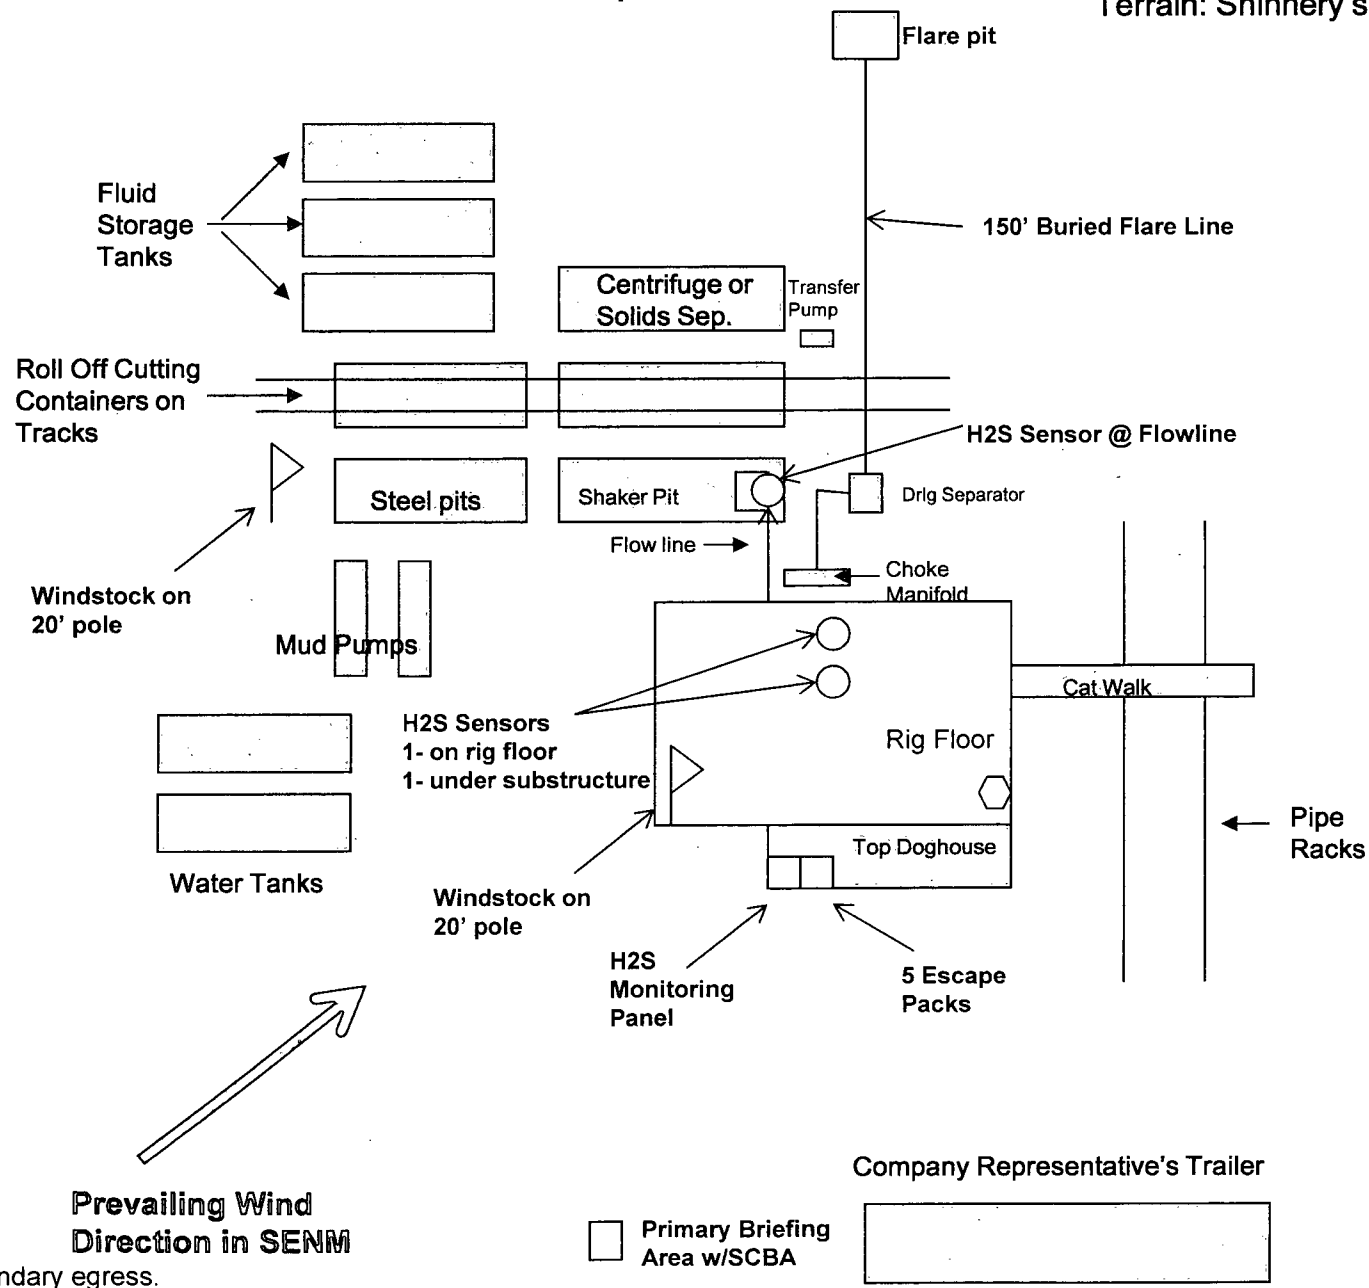 Terrain: Shinnery s
Flare pit
Fluid
Storage
Tanks
150' Buried Flare Line
Centrifuge or
Solids Sep.
Transfer
Pump
Roll Off Cutting
Containers on
Tracks
H2S Sensor @ Flowline
Steel pits
Shaker Pit
Drlg Separator
Flow line
Choke
Manifold
Windstock on
20' pole
Mud Pumps
Cat Walk
H2S Sensors
1- on rig floor
1- under substructure
Rig Floor
Pipe
Racks
Top Doghouse
Water Tanks
Windstock on
20' pole
H2S
Monitoring
Panel
5 Escape
Packs
Prevailing Wind
Direction in SENM
Company Representative's Trailer
Primary Briefing
Area w/SCBA
ndary egress.